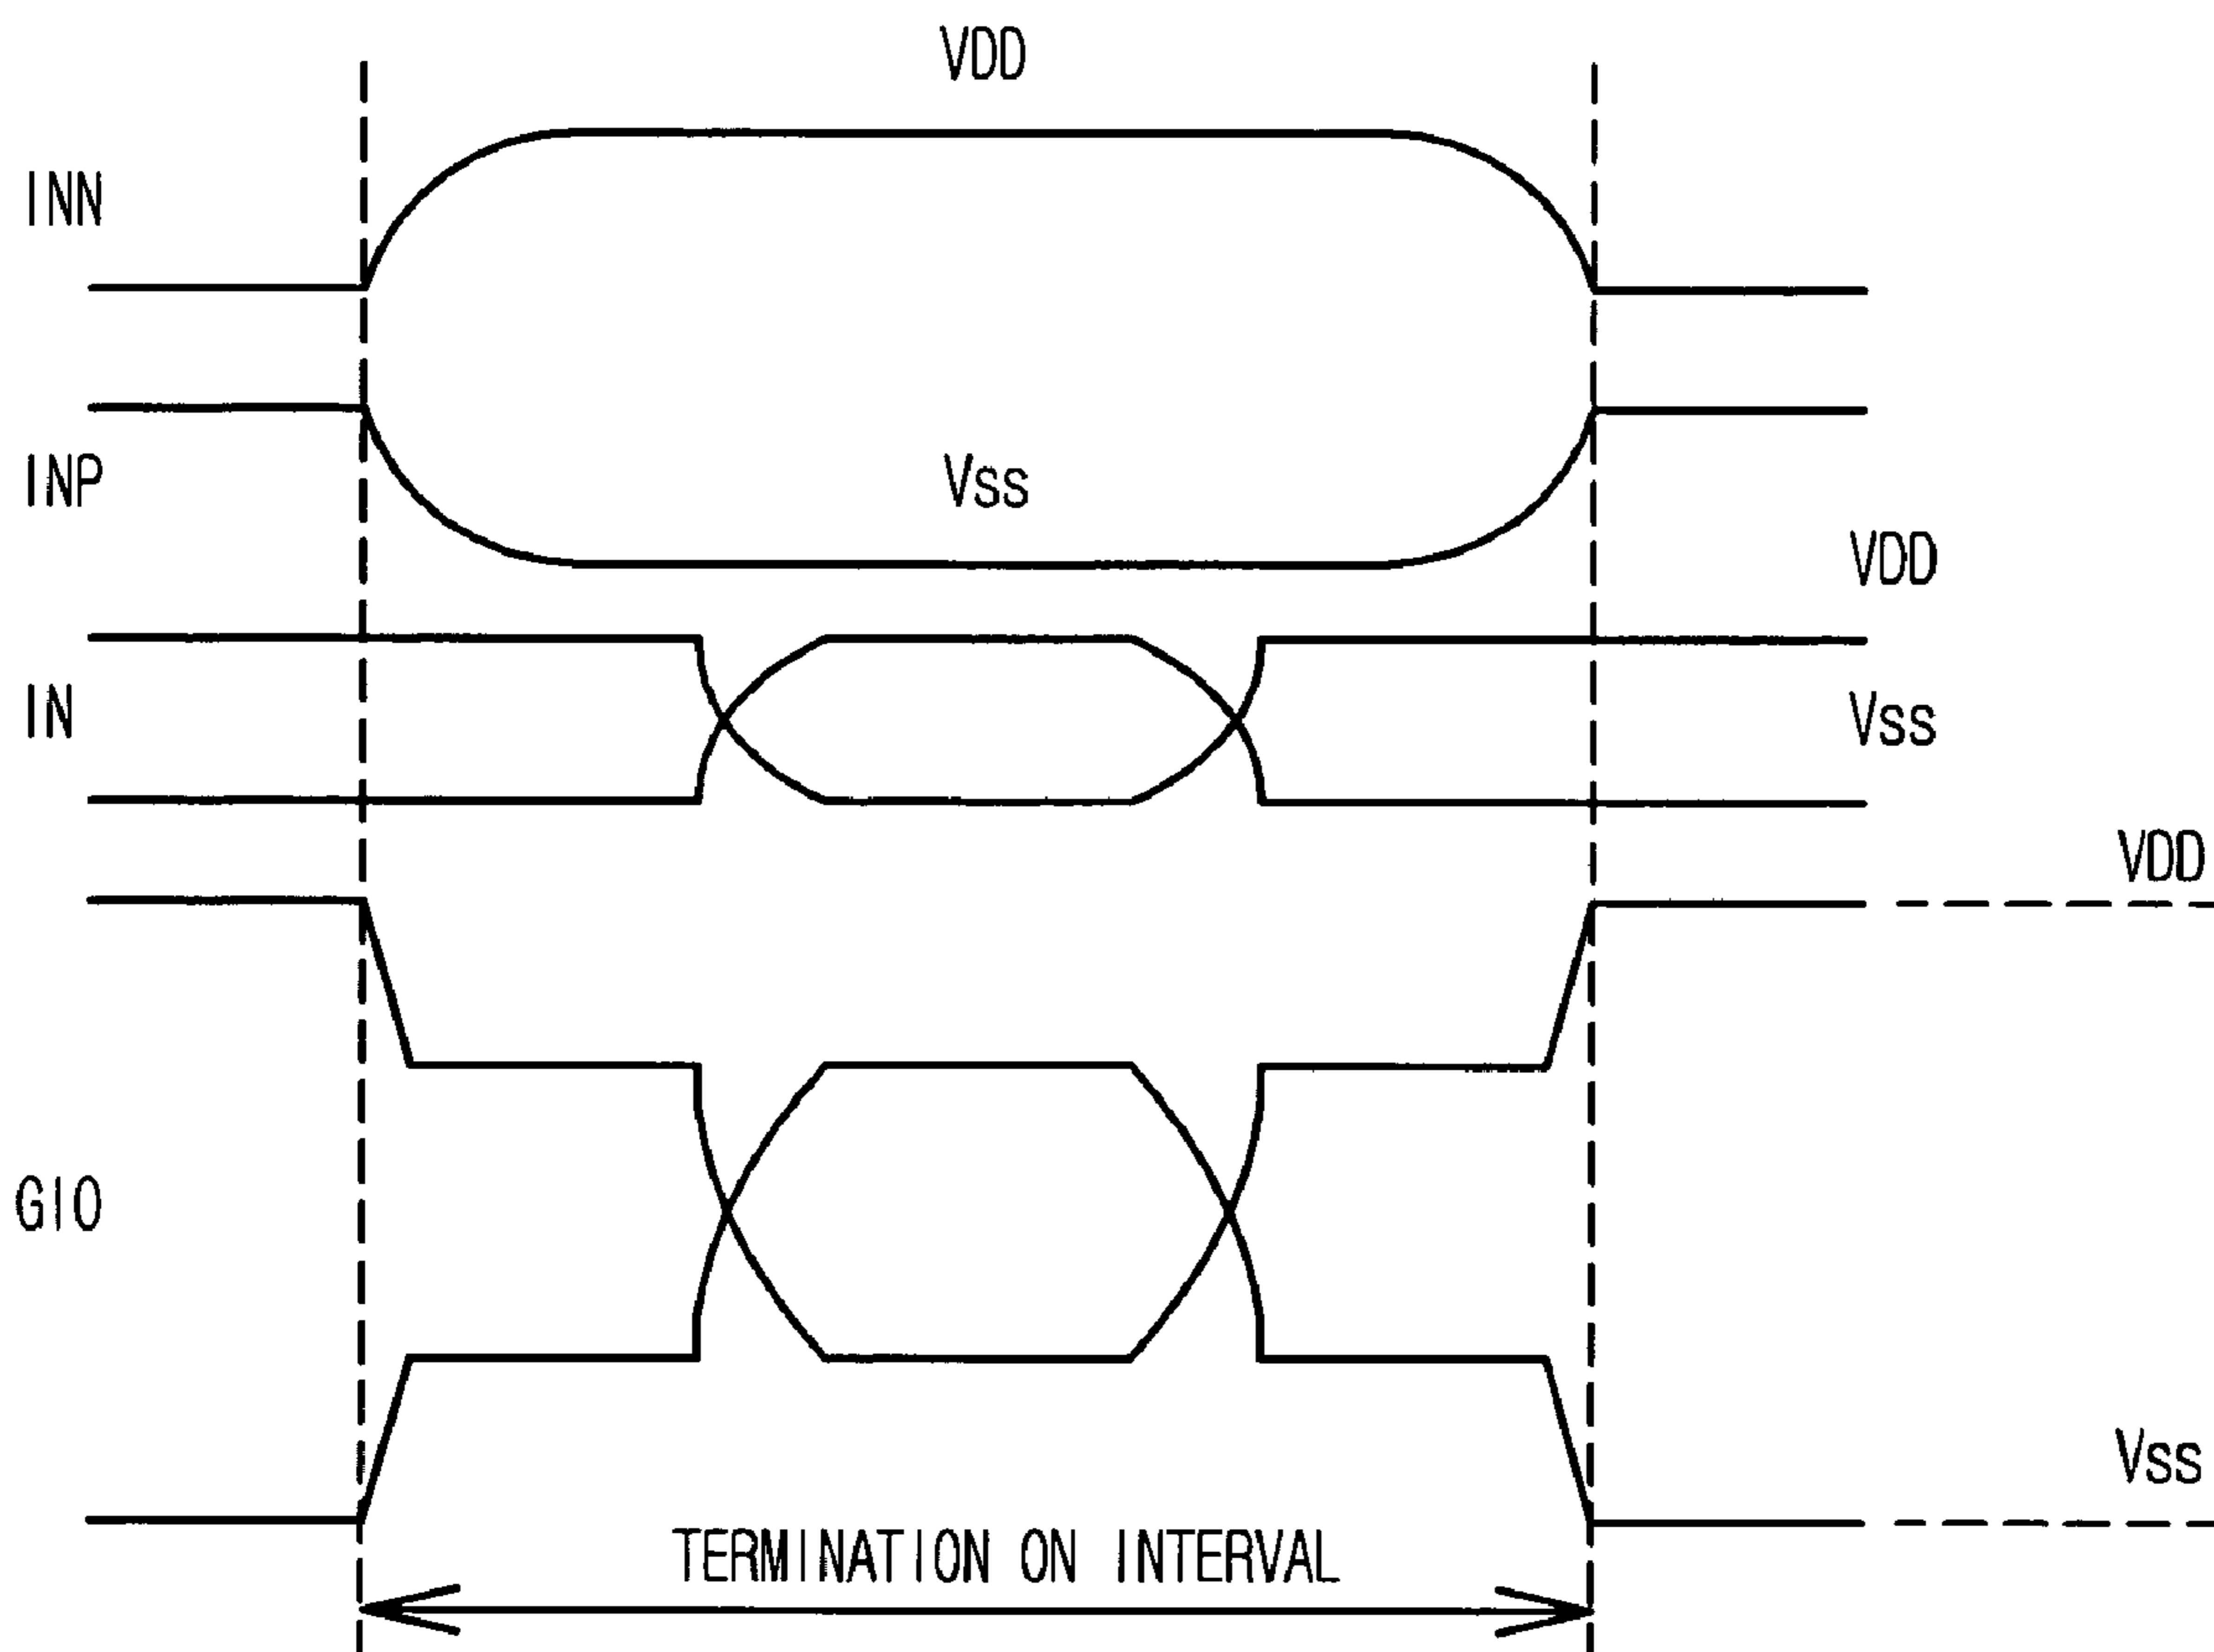 VDD
INN
INP
Vss
VDD
IN
Vss
VDD
GIO
Vss
TERMINATION ON INTERVAL